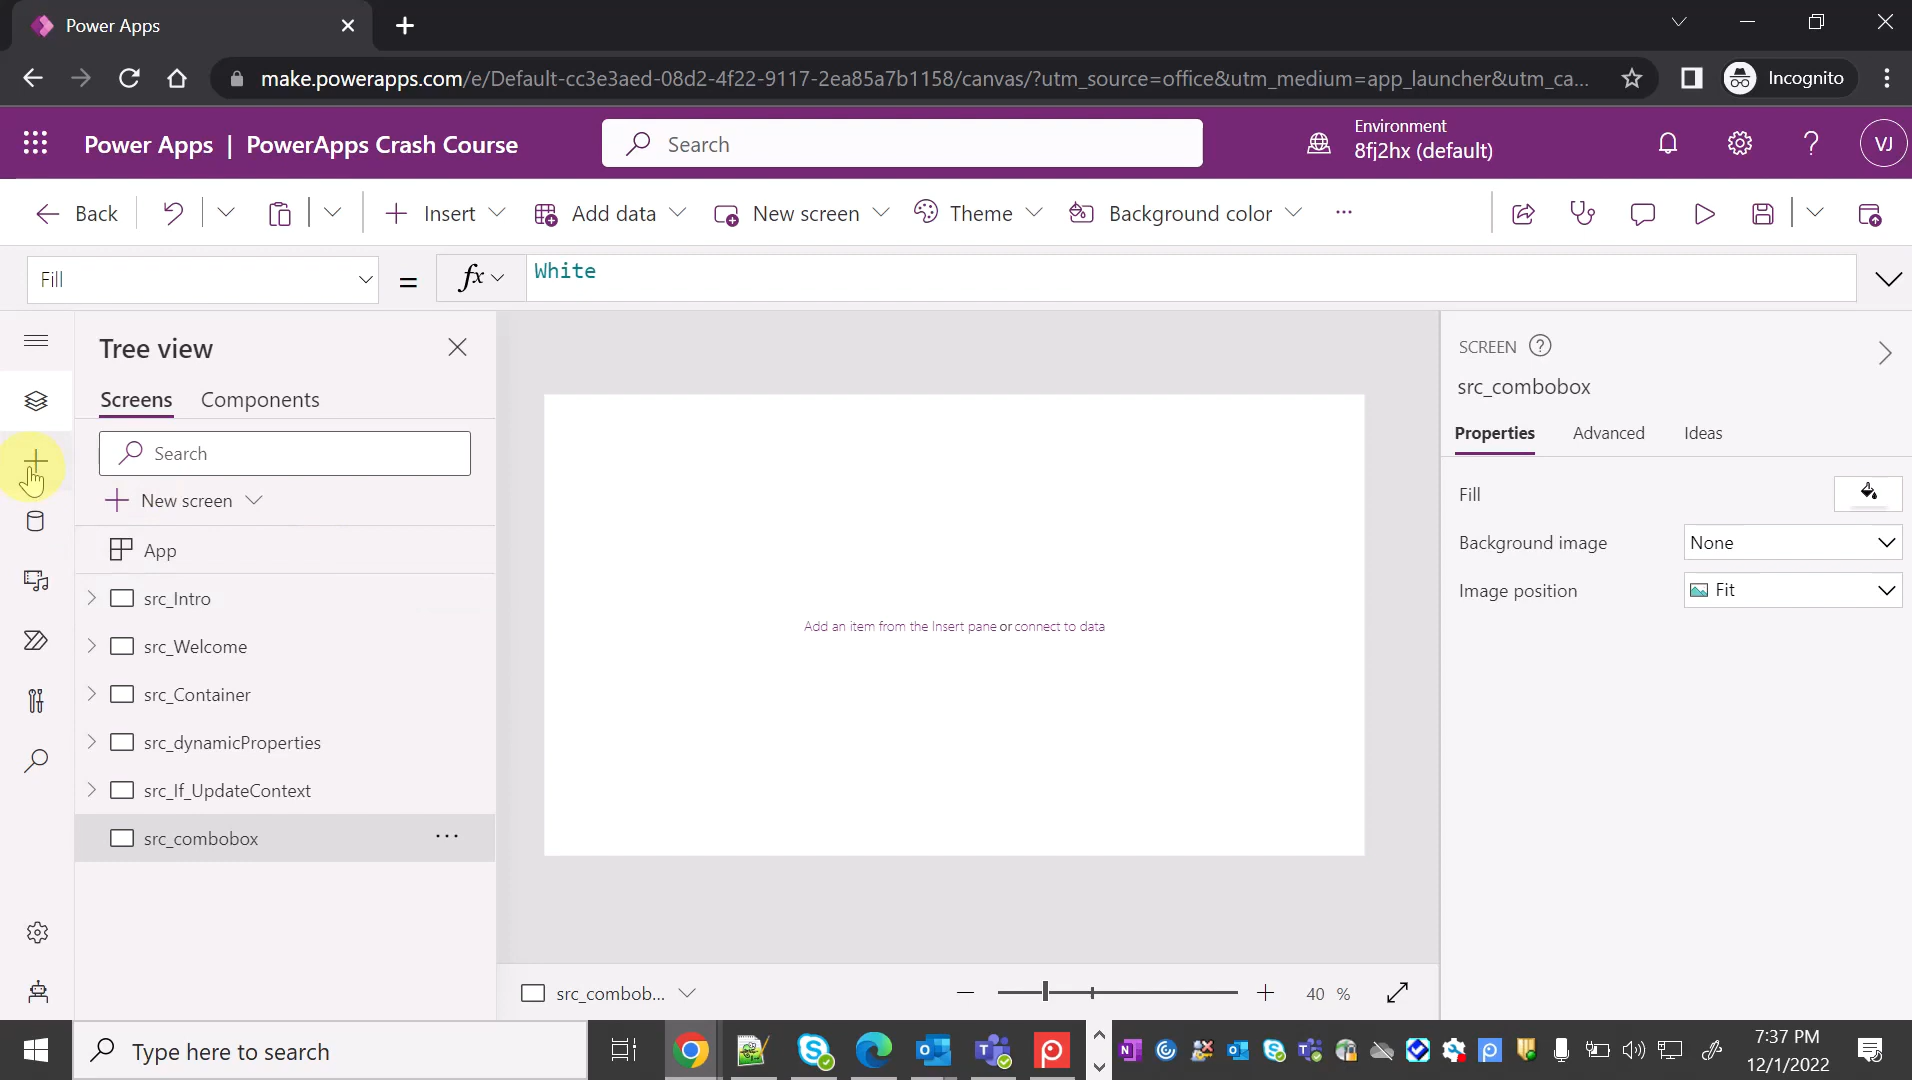 Power Apps
make.powerapps.com/e/Default-cc3e3aed-08d2-4f22-9117-2ea85a7b1158/canvas/?utm_source=office&utm_medium=app_launcher&utm_ca...
Incognito
Power Apps | PowerApps Crash Course
Search
Environment
8fj2hx (default)
VJ
Back
Insert
Add data
New screen
Theme
Background color
Fill
=
fx
White
Tree view
Screens
Components
Search
New screen
App
src_Intro
src_Welcome
src_Container
src_dynamicProperties
src_If_UpdateContext
src_combobox
Add an item from the Insert pane or connect to data
SCREEN
src_combobox
Properties
Advanced
Ideas
Fill
Background image
None
Image position
Fit
src_combob...
40 %
Type here to search
7:37 PM
12/1/2022